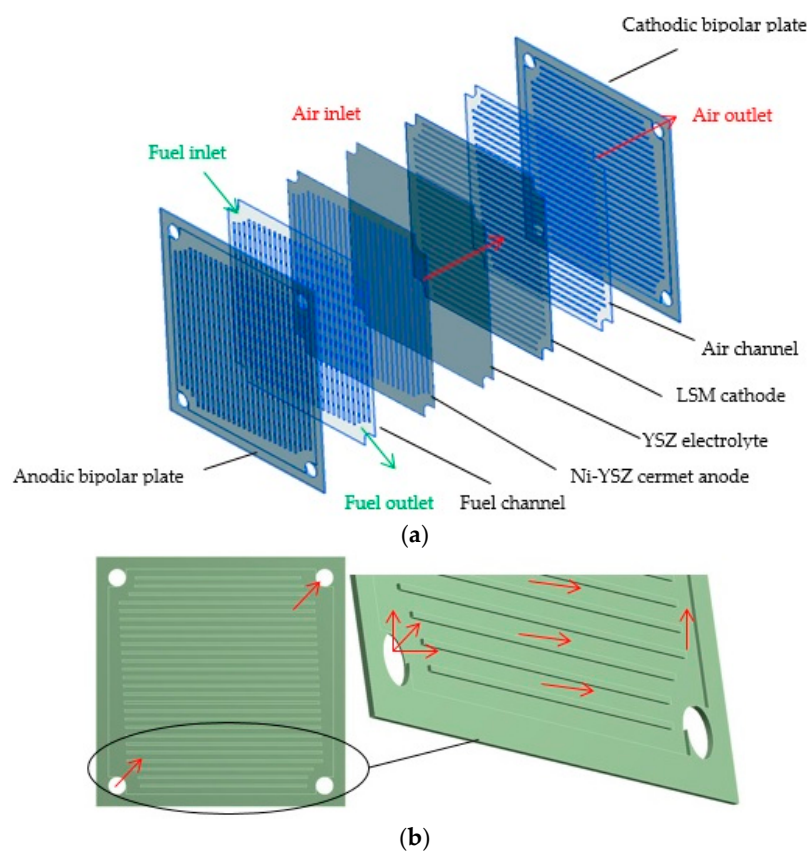 Cathodic bipolar plate
Air inlet
Air outlet
Fuel inlet
Air channel
LSM cathode
YSZ electrolyte
Anodic bipolar plate
Ni-YSZ cermet anode
Fuel outlet
Fuel channel
(a)
(b)